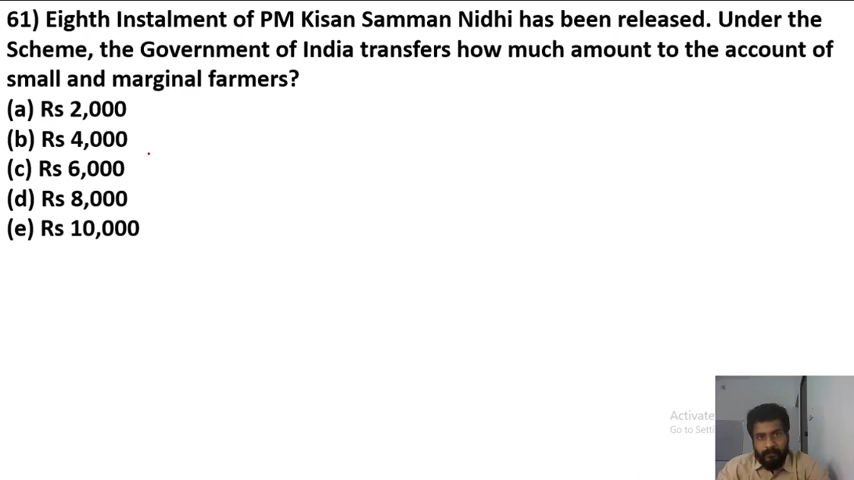 61) Eighth Instalment of PM Kisan Samman Nidhi has been released. Under the
Scheme, the Government of India transfers how much amount to the account of
small and marginal farmers?
(a) Rs 2,000
(b) Rs 4,000
(c) Rs 6,000
(d) Rs 8,000
(e) Rs 10,000
Activate
Go to Setti